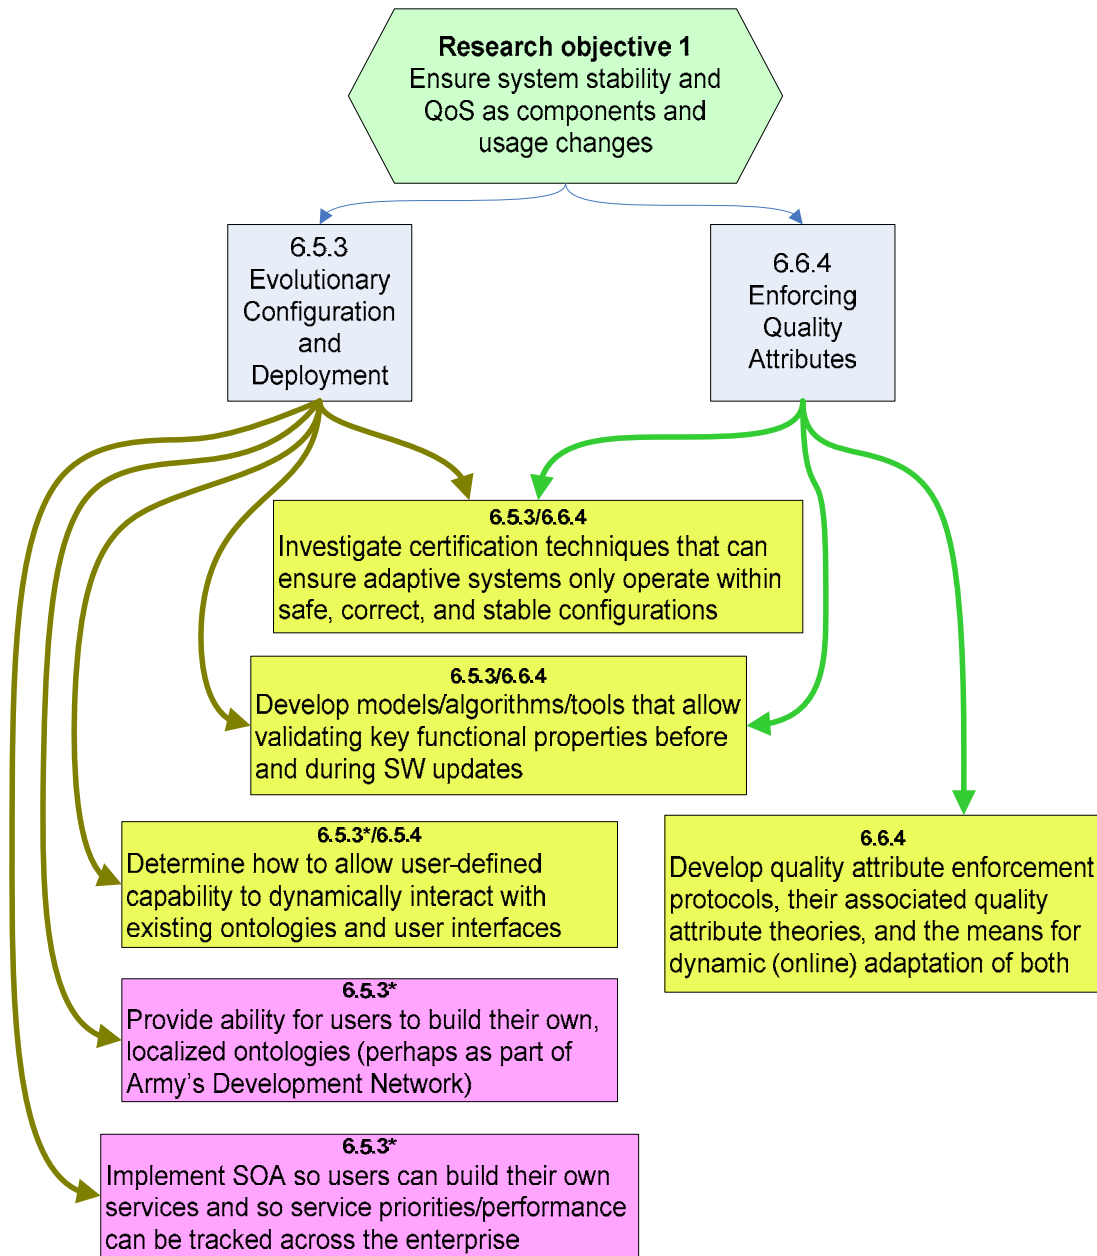 Research objective 1
Ensure system stability and
QoS as components and
usage changes
6.5.3
Evolutionary
Configuration
and
Deployment
6.6.4
Enforcing
Quality
Attributes
6.5.3/6.6.4
Investigate certification techniques that can
ensure adaptive systems only operate within
safe, correct, and stable configurations
6.5.3/6.6.4
Develop models/algorithms/tools that allow
validating key functional properties before
and during SW updates
6.5.3*/6.5.4
Determine how to allow user-defined
capability to dynamically interact with
existing ontologies and user interfaces
6.6.4
Develop quality attribute enforcement
protocols, their associated quality
attribute theories, and the means for
dynamic (online) adaptation of both
6.5.3*
Provide ability for users to build their own,
localized ontologies (perhaps as part of
Army's Development Network)
6.5.3*
Implement SOA so users can build their own
services and so service priorities/performance
can be tracked across the enterprise